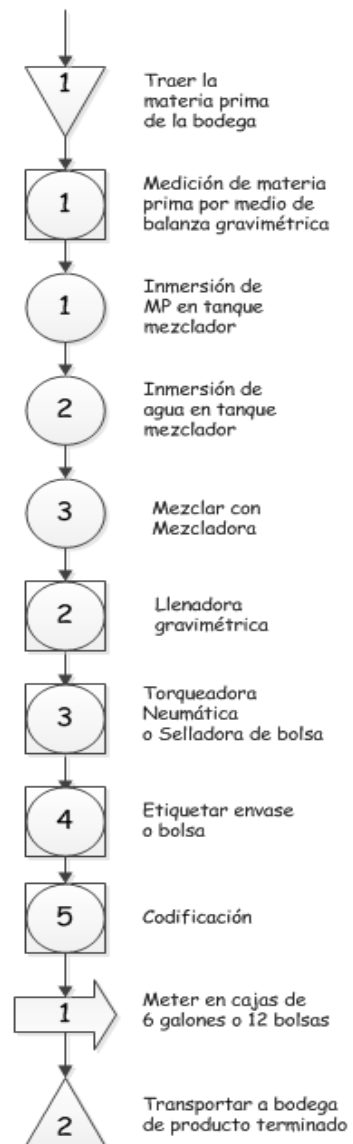 1
Traer la
materia prima
de la bodega
1
Medición de materia
prima por medio de
balanza gravimétrica
1
Inmersión de
MP en tanque
mezclador
2
Inmersión de
agua en tanque
mezclador
3
Mezclar con
Mezcladora
2
Llenadora
gravimétrica
3
Torqueadora
Neumática
o Selladora de bolsa
4
Etiquetar envase
o bolsa
5
Codificación
1
Meter en cajas de
6 galones o 12 bolsas
2
Transportar a bodega
de producto terminado